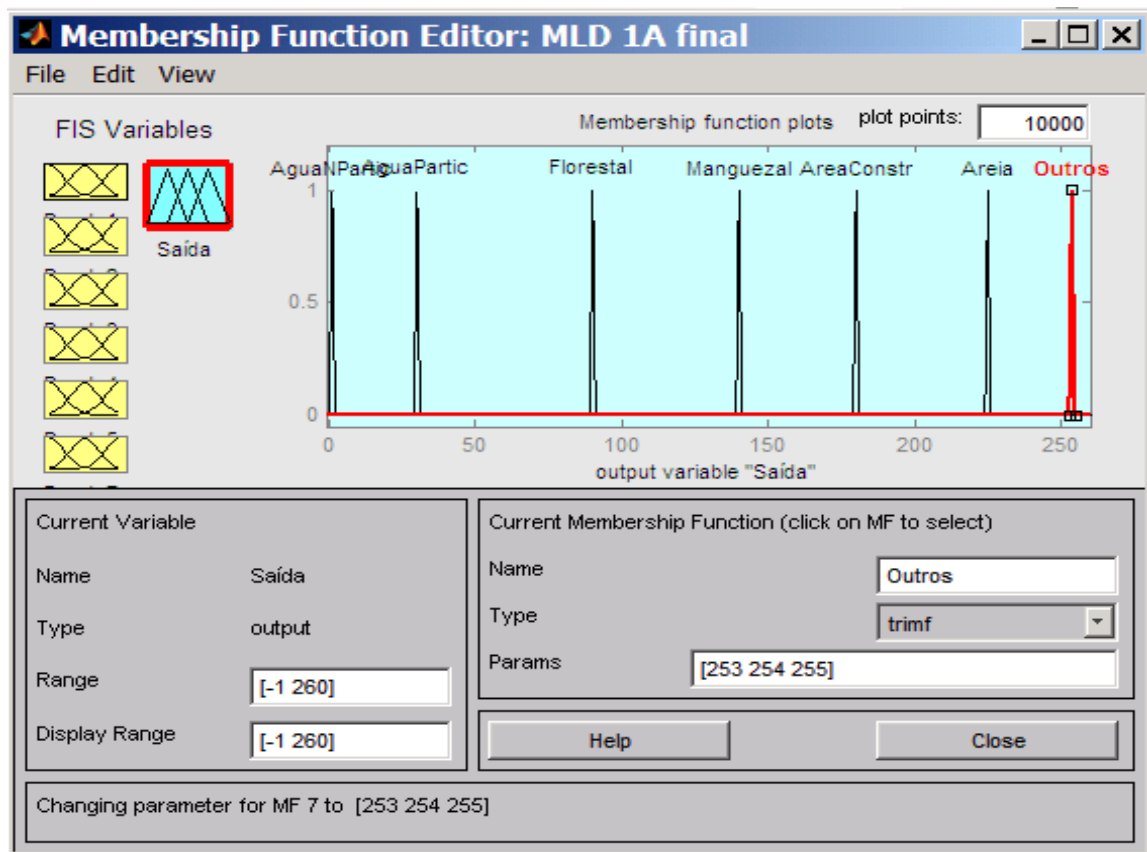 Membership Function Editor: MLD 1A final
File Edit View
FIS Variables
Membership function plots plot points: 10000
Saída
AguaNPartic AguaPartic Florestal Manguezal AreaConstr Areia Outros
1
0.5
0
0 50 100 150 200 250
output variable "Saída"
Current Variable
Name Saída
Type output
Range [-1 260]
Display Range [-1 260]
Current Membership Function (click on MF to select)
Name Outros
Type trimf
Params [253 254 255]
Help Close
Changing parameter for MF 7 to [253 254 255]